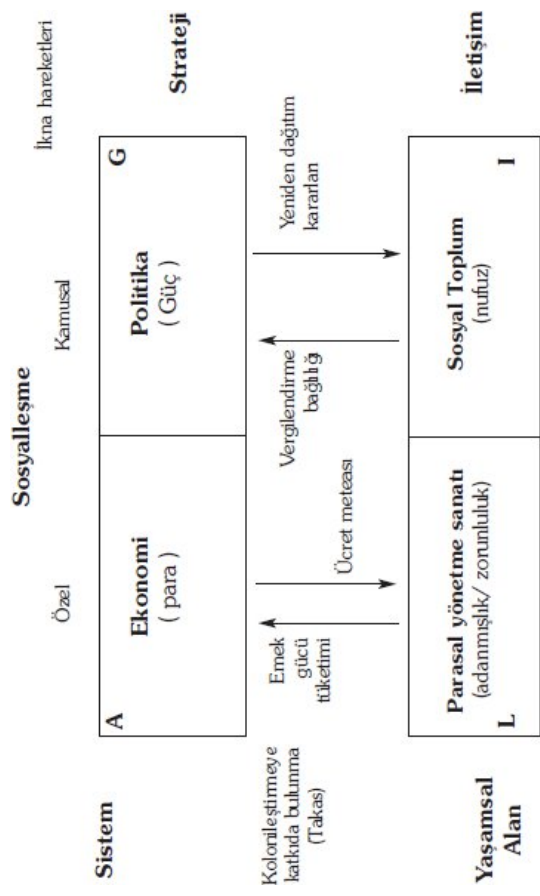 Sosyalleşme
Özel
Kamusal
İkna hareketleri
Sistem
A
Ekonomi
( para )
Politika
( Güç )
G
Strateji
Kolonileştirmeye
katkıda bulunma
(Takas)
Emek
gücü
tüketimi
Ücret meteası
Vergilendirme
bağlılığı
Yeniden dağıtım
kararları
Yaşamsal
Alan
L
Parasal yönetme sanatı
(adanmışlık/ zorunluluk)
Sosyal Toplum
(nufuz)
I
İletişim